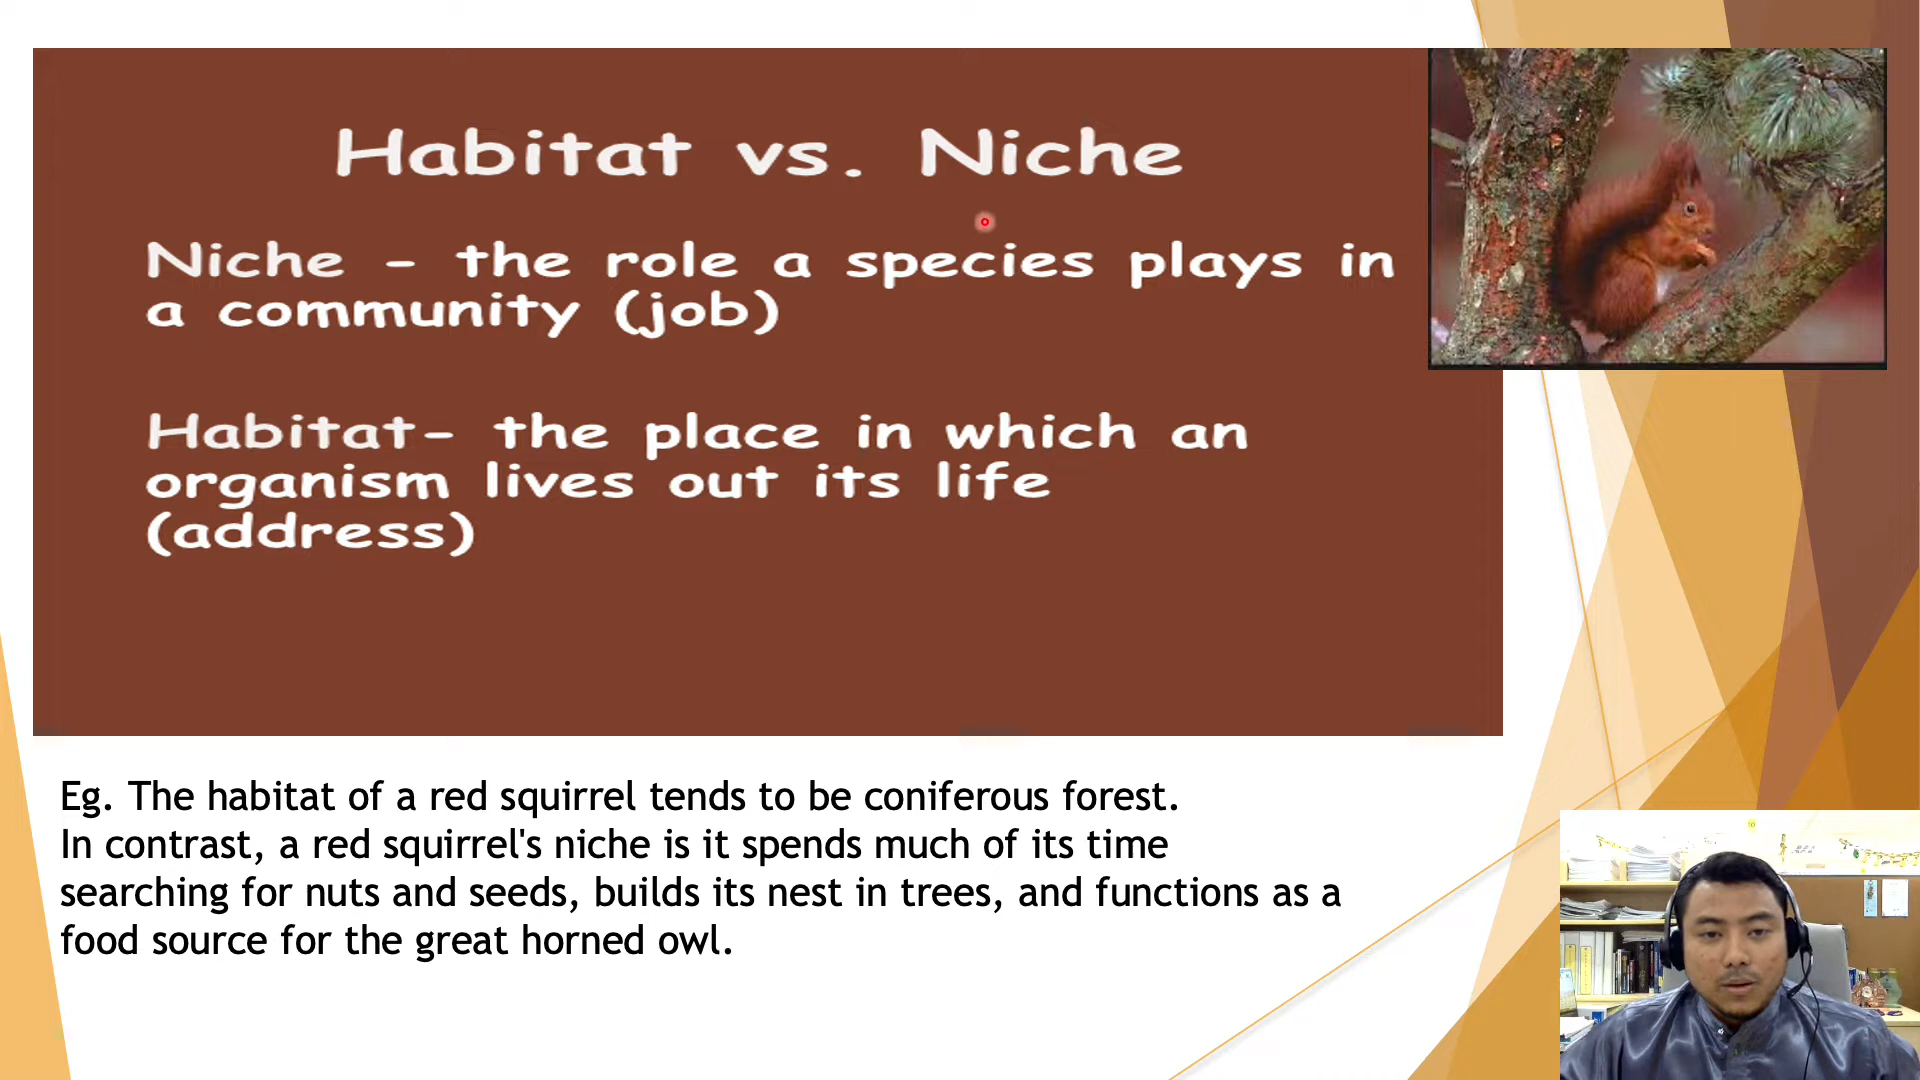 Habitat vs. Niche
Niche - the role a species plays in
a community (job)
Habitat- the place in which an
organism lives out its life
(address)
Eg. The habitat of a red squirrel tends to be coniferous forest.
In contrast, a red squirrel's niche is it spends much of its time
searching for nuts and seeds, builds its nest in trees, and functions as a
food source for the great horned owl.